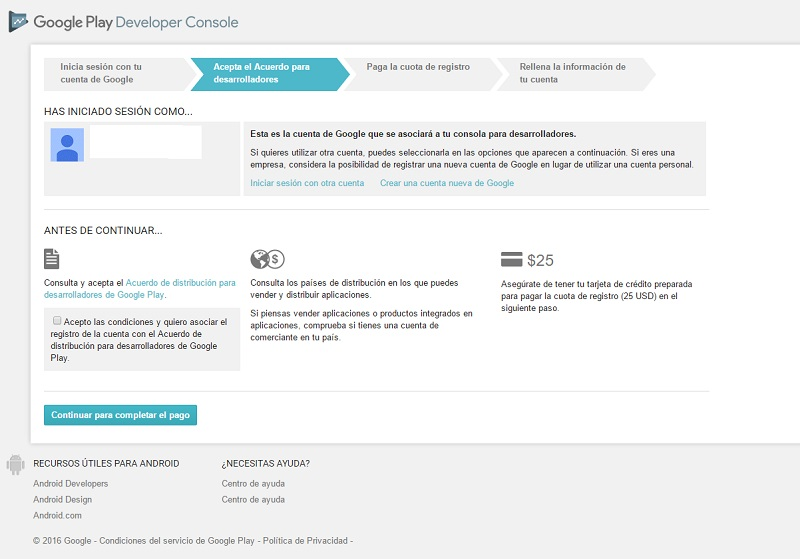 Google Play Developer Console
Inicia sesión con tu
cuenta de Google
Acepta el Acuerdo para
desarrolladores
Paga la cuota de registro
Rellena la información de
tu cuenta
HAS INICIADO SESIÓN COMO...
Esta es la cuenta de Google que se asociará a tu consola para desarrolladores.
Si quieres utilizar otra cuenta, puedes seleccionarla en las opciones que aparecen a continuación. Si eres una
empresa, considera la posibilidad de registrar una nueva cuenta de Google en lugar de utilizar una cuenta personal.
Iniciar sesión con otra cuenta Crear una cuenta nueva de Google
ANTES DE CONTINUAR...
Consulta y acepta el Acuerdo de distribución para
desarrolladores de Google Play.
Acepto las condiciones y quiero asociar el
registro de la cuenta con el Acuerdo de
distribución para desarrolladores de Google
Play.
$
Consulta los países de distribución en los que puedes
vender y distribuir aplicaciones.
Si piensas vender aplicaciones o productos integrados en
aplicaciones, comprueba si tienes una cuenta de
comerciante en tu país.
$25
Asegúrate de tener tu tarjeta de crédito preparada
para pagar la cuota de registro (25 USD) en el
siguiente paso.
Continuar para completar el pago
RECURSOS ÚTILES PARA ANDROID
Android Developers
Android Design
Android.com
¿NECESITAS AYUDA?
Centro de ayuda
Centro de ayuda
© 2016 Google - Condiciones del servicio de Google Play - Política de Privacidad -